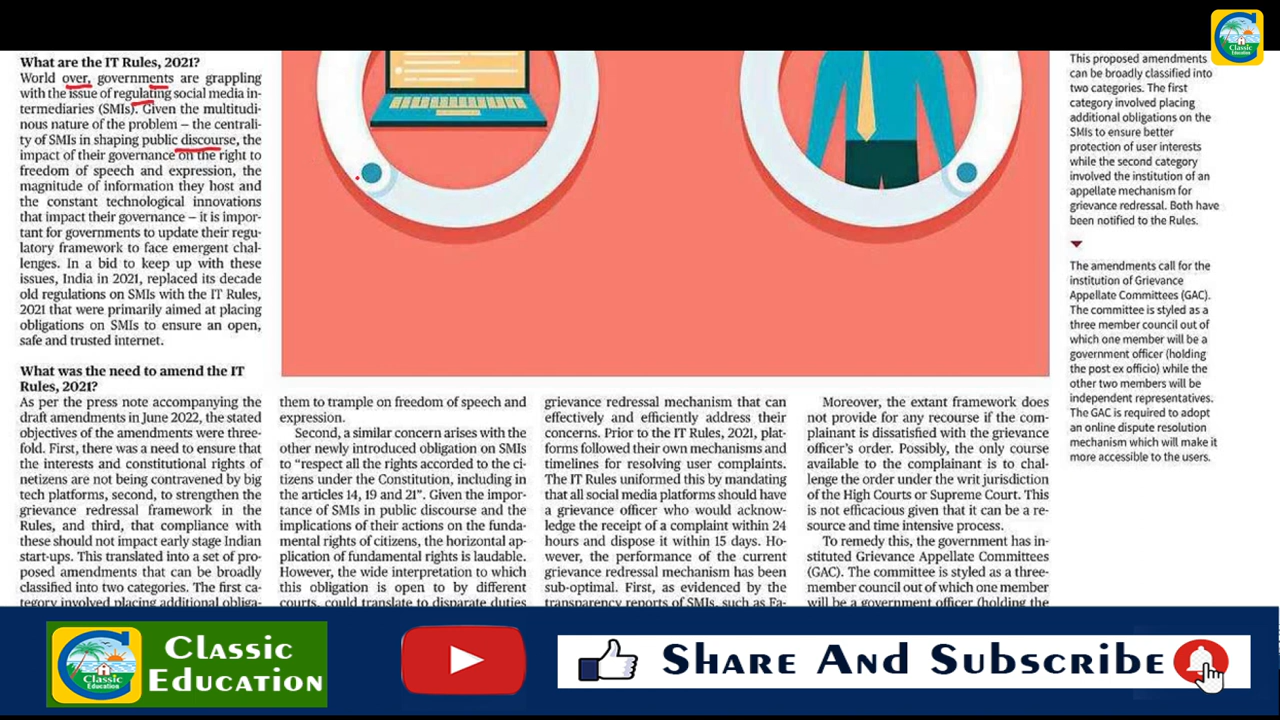 Classic
Education
What are the IT Rules, 2021?
World over, governments are grappling
with the issue of regulating social media in-
termediaries (SMIs). Given the multitudi-
nous nature of the problem – the centrali-
ty of SMIs in shaping public discourse, the
impact of their governance on the right to
freedom of speech and expression, the
magnitude of information they host and
the constant technological innovations
that impact their governance – it is impor-
tant for governments to update their regu-
latory framework to face emergent chal-
lenges. In a bid to keep up with these
issues, India in 2021, replaced its decade
old regulations on SMIs with the IT Rules,
2021 that were primarily aimed at placing
obligations on SMIs to ensure an open,
safe and trusted internet.
What was the need to amend the IT
Rules, 2021?
As per the press note accompanying the
draft amendments in June 2022, the stated
objectives of the amendments were three-
fold. First, there was a need to ensure that
the interests and constitutional rights of
netizens are not being contravened by big
tech platforms, second, to strengthen the
grievance redressal framework in the
Rules, and third, that compliance with
these should not impact early stage Indian
start-ups. This translated into a set of pro-
posed amendments that can be broadly
classified into two categories. The first ca-
tegory involved placing additional obliga-
them to trample on freedom of speech and
expression.
Second, a similar concern arises with the
other newly introduced obligation on SMIs
to “respect all the rights accorded to the ci-
tizens under the Constitution, including in
the articles 14, 19 and 21”. Given the impor-
tance of SMIs in public discourse and the
implications of their actions on the funda-
mental rights of citizens, the horizontal ap-
plication of fundamental rights is laudable.
However, the wide interpretation to which
this obligation is open to by different
courts, could translate to disparate duties
grievance redressal mechanism that can
effectively and efficiently address their
concerns. Prior to the IT Rules, 2021, plat-
forms followed their own mechanisms and
timelines for resolving user complaints.
The IT Rules uniformed this by mandating
that all social media platforms should have
a grievance officer who would acknow-
ledge the receipt of a complaint within 24
hours and dispose it within 15 days. Ho-
wever, the performance of the current
grievance redressal mechanism has been
sub-optimal. First, as evidenced by the
transparency reports of SMIs, such as Fa-
Moreover, the extant framework does
not provide for any recourse if the com-
plainant is dissatisfied with the grievance
officer’s order. Possibly, the only course
available to the complainant is to chal-
lenge the order under the writ jurisdiction
of the High Courts or Supreme Court. This
is not efficacious given that it can be a re-
source and time intensive process.
To remedy this, the government has in-
stituted Grievance Appellate Committees
(GAC). The committee is styled as a three-
member council out of which one member
will be a government officer (holding the
This proposed amendments
can be broadly classified into
two categories. The first
category involved placing
additional obligations on the
SMIs to ensure better
protection of user interests
while the second category
involved the institution of an
appellate mechanism for
grievance redressal. Both have
been notified to the Rules.
The amendments call for the
institution of Grievance
Appellate Committees (GAC).
The committee is styled as a
three member council out of
which one member will be a
government officer (holding
the post ex officio) while the
other two members will be
independent representatives.
The GAC is required to adopt
an online dispute resolution
mechanism which will make it
more accessible to the users.
Classic
Education
Classic
Education
Share And Subscribe